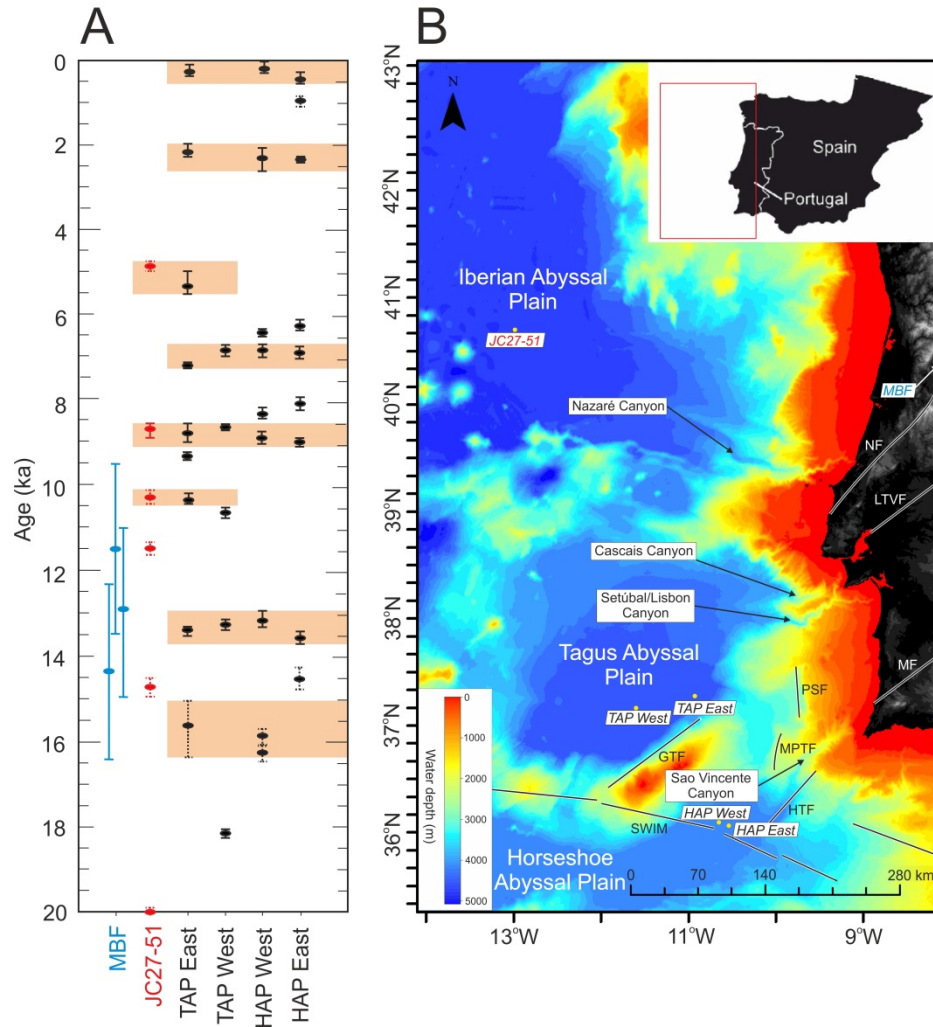 A
0
2
4
6
8
10
12
14
16
18
20
Age (ka)
MBF
JC27-51
TAP East
TAP West
HAP West
HAP East
B
43°N
42°N
41°N
40°N
39°N
38°N
37°N
36°N
N
Spain
Portugal
Iberian Abyssal
Plain
JC27-51
MBF
Nazaré Canyon
NF
LTVF
Cascais Canyon
Setúbal/Lisbon
Canyon
Tagus Abyssal
Plain
MF
PSF
TAP East
TAP West
GTF
MPTF
Sao Vincente
Canyon
HTF
HAP West
SWIM
HAP East
Horseshoe
Abyssal Plain
Water depth
(m)
0
1000
2000
3000
4000
5000
0
70
140
280 km
13°W
11°W
9°W